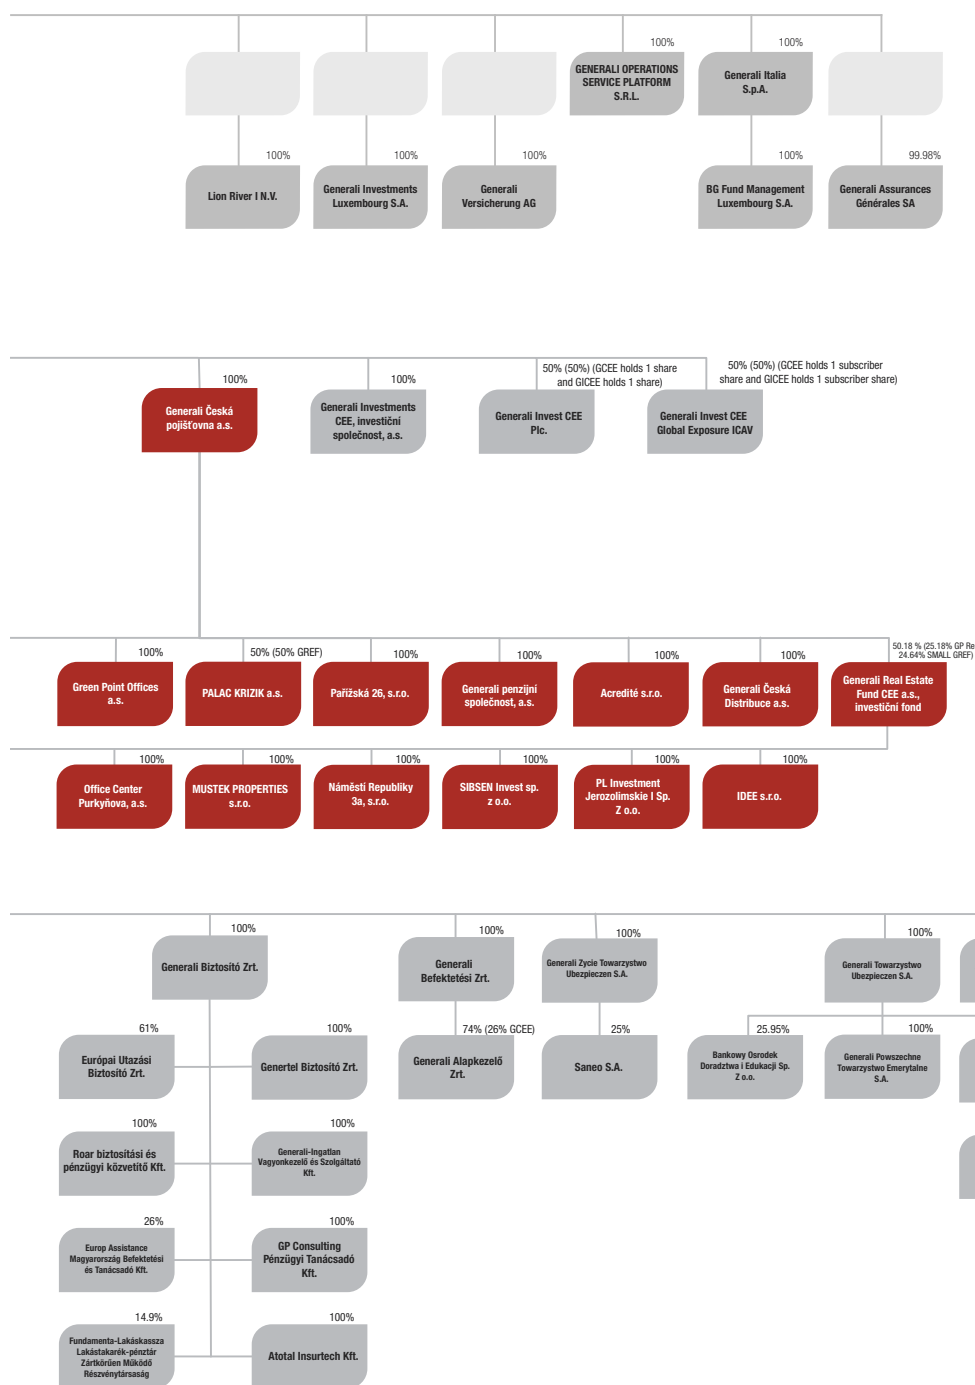 100%
100%
GENERALI OPERATIONS
SERVICE PLATFORM
S.R.L.
Generali Italia
S.p.A.
100%
100%
100%
100%
99.98%
Lion River I N.V.
Generali Investments
Luxembourg S.A.
Generali
Versicherung AG
BG Fund Management
Luxembourg S.A.
Generali Assurances
Générales SA
100%
100%
50% (50%) (GCEE holds 1 share
and GICEE holds 1 share)
50% (50%) (GCEE holds 1 subscriber
share and GICEE holds 1 subscriber share)
Generali Česká
pojišťovna a.s.
Generali Investments
CEE, investiční
společnost, a.s.
Generali Invest CEE
Plc.
Generali Invest CEE
Global Exposure ICAV
100%
50% (50% GREF)
100%
100%
100%
100%
50.18 % (25.18% GP Re
24.64% SMALL GREF)
Green Point Offices
a.s.
PALAC KRIZIK a.s.
Pařížská 26, s.r.o.
Generali penzijní
společnost, a.s.
Acredité s.r.o.
Generali Česká
Distribuce a.s.
Generali Real Estate
Fund CEE a.s.,
investiční fond
100%
100%
100%
100%
100%
100%
Office Center
Purkyňova, a.s.
MUSTEK PROPERTIES
s.r.o.
Náměstí Republiky
3a, s.r.o.
SIBSEN Invest sp.
z o.o.
PL Investment
Jerozolimskie I Sp.
Z o.o.
IDEE s.r.o.
100%
100%
100%
100%
Generali Biztosító Zrt.
Generali
Befektetési Zrt.
Generali Zycie Towarzystwo
Ubezpieczen S.A.
Generali Towarzystwo
Ubezpieczen S.A.
61%
100%
74% (26% GCEE)
25%
25.95%
100%
Európai Utazási
Biztosító Zrt.
Genertel Biztosító Zrt.
Generali Alapkezelő
Zrt.
Saneo S.A.
Bankowy Osrodek
Doradztwa i Edukacji Sp.
Z o.o.
Generali Powszechne
Towarzystwo Emerytalne
S.A.
100%
100%
Roar biztosítási és
pénzügyi közvetítő Kft.
Generali-Ingatlan
Vagyonkezelő és Szolgáltató
Kft.
26%
100%
Europ Assistance
Magyarország Befektetési
és Tanácsadó Kft.
GP Consulting
Pénzügyi Tanácsadó
Kft.
14.9%
100%
Fundamenta-Lakáskassza
Lakástakarék-pénztár
Zártkörűen Működő
Részvénytársaság
Atotal Insurtech Kft.